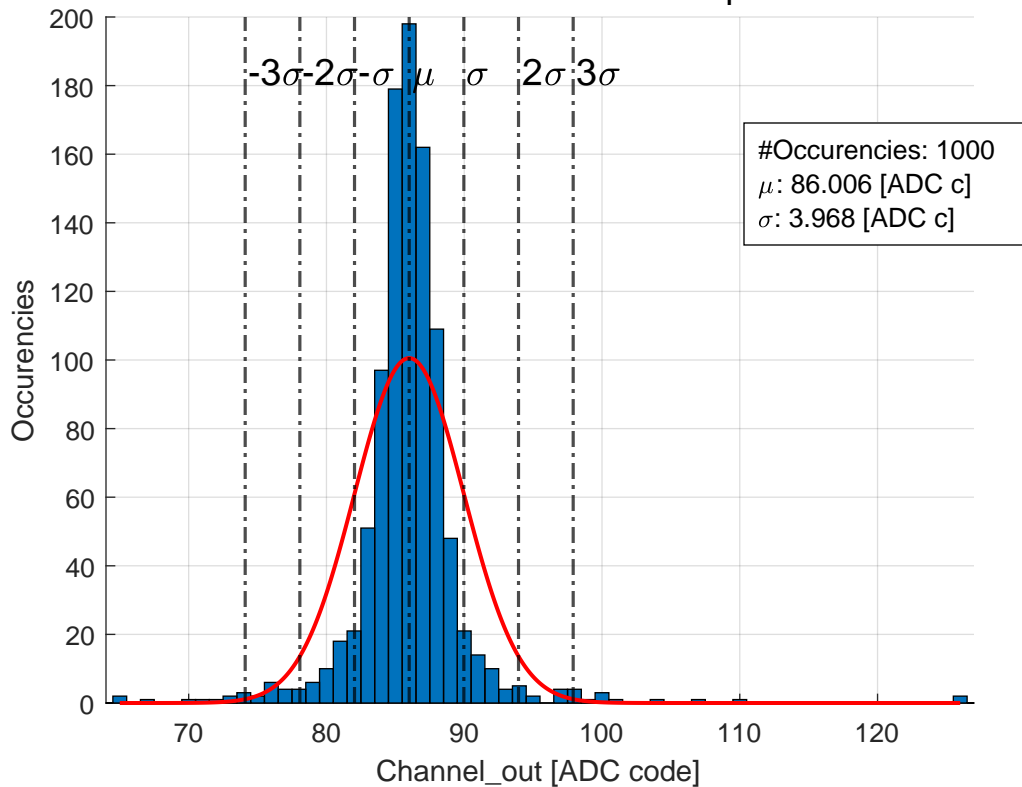 200
180
160
140
120
100
80
60
40
20
0
Occurencies
-3σ -2σ -σ μ σ 2σ 3σ
#Occurencies: 1000
μ: 86.006 [ADC c]
σ: 3.968 [ADC c]
70 80 90 100 110 120
Channel_out [ADC code]